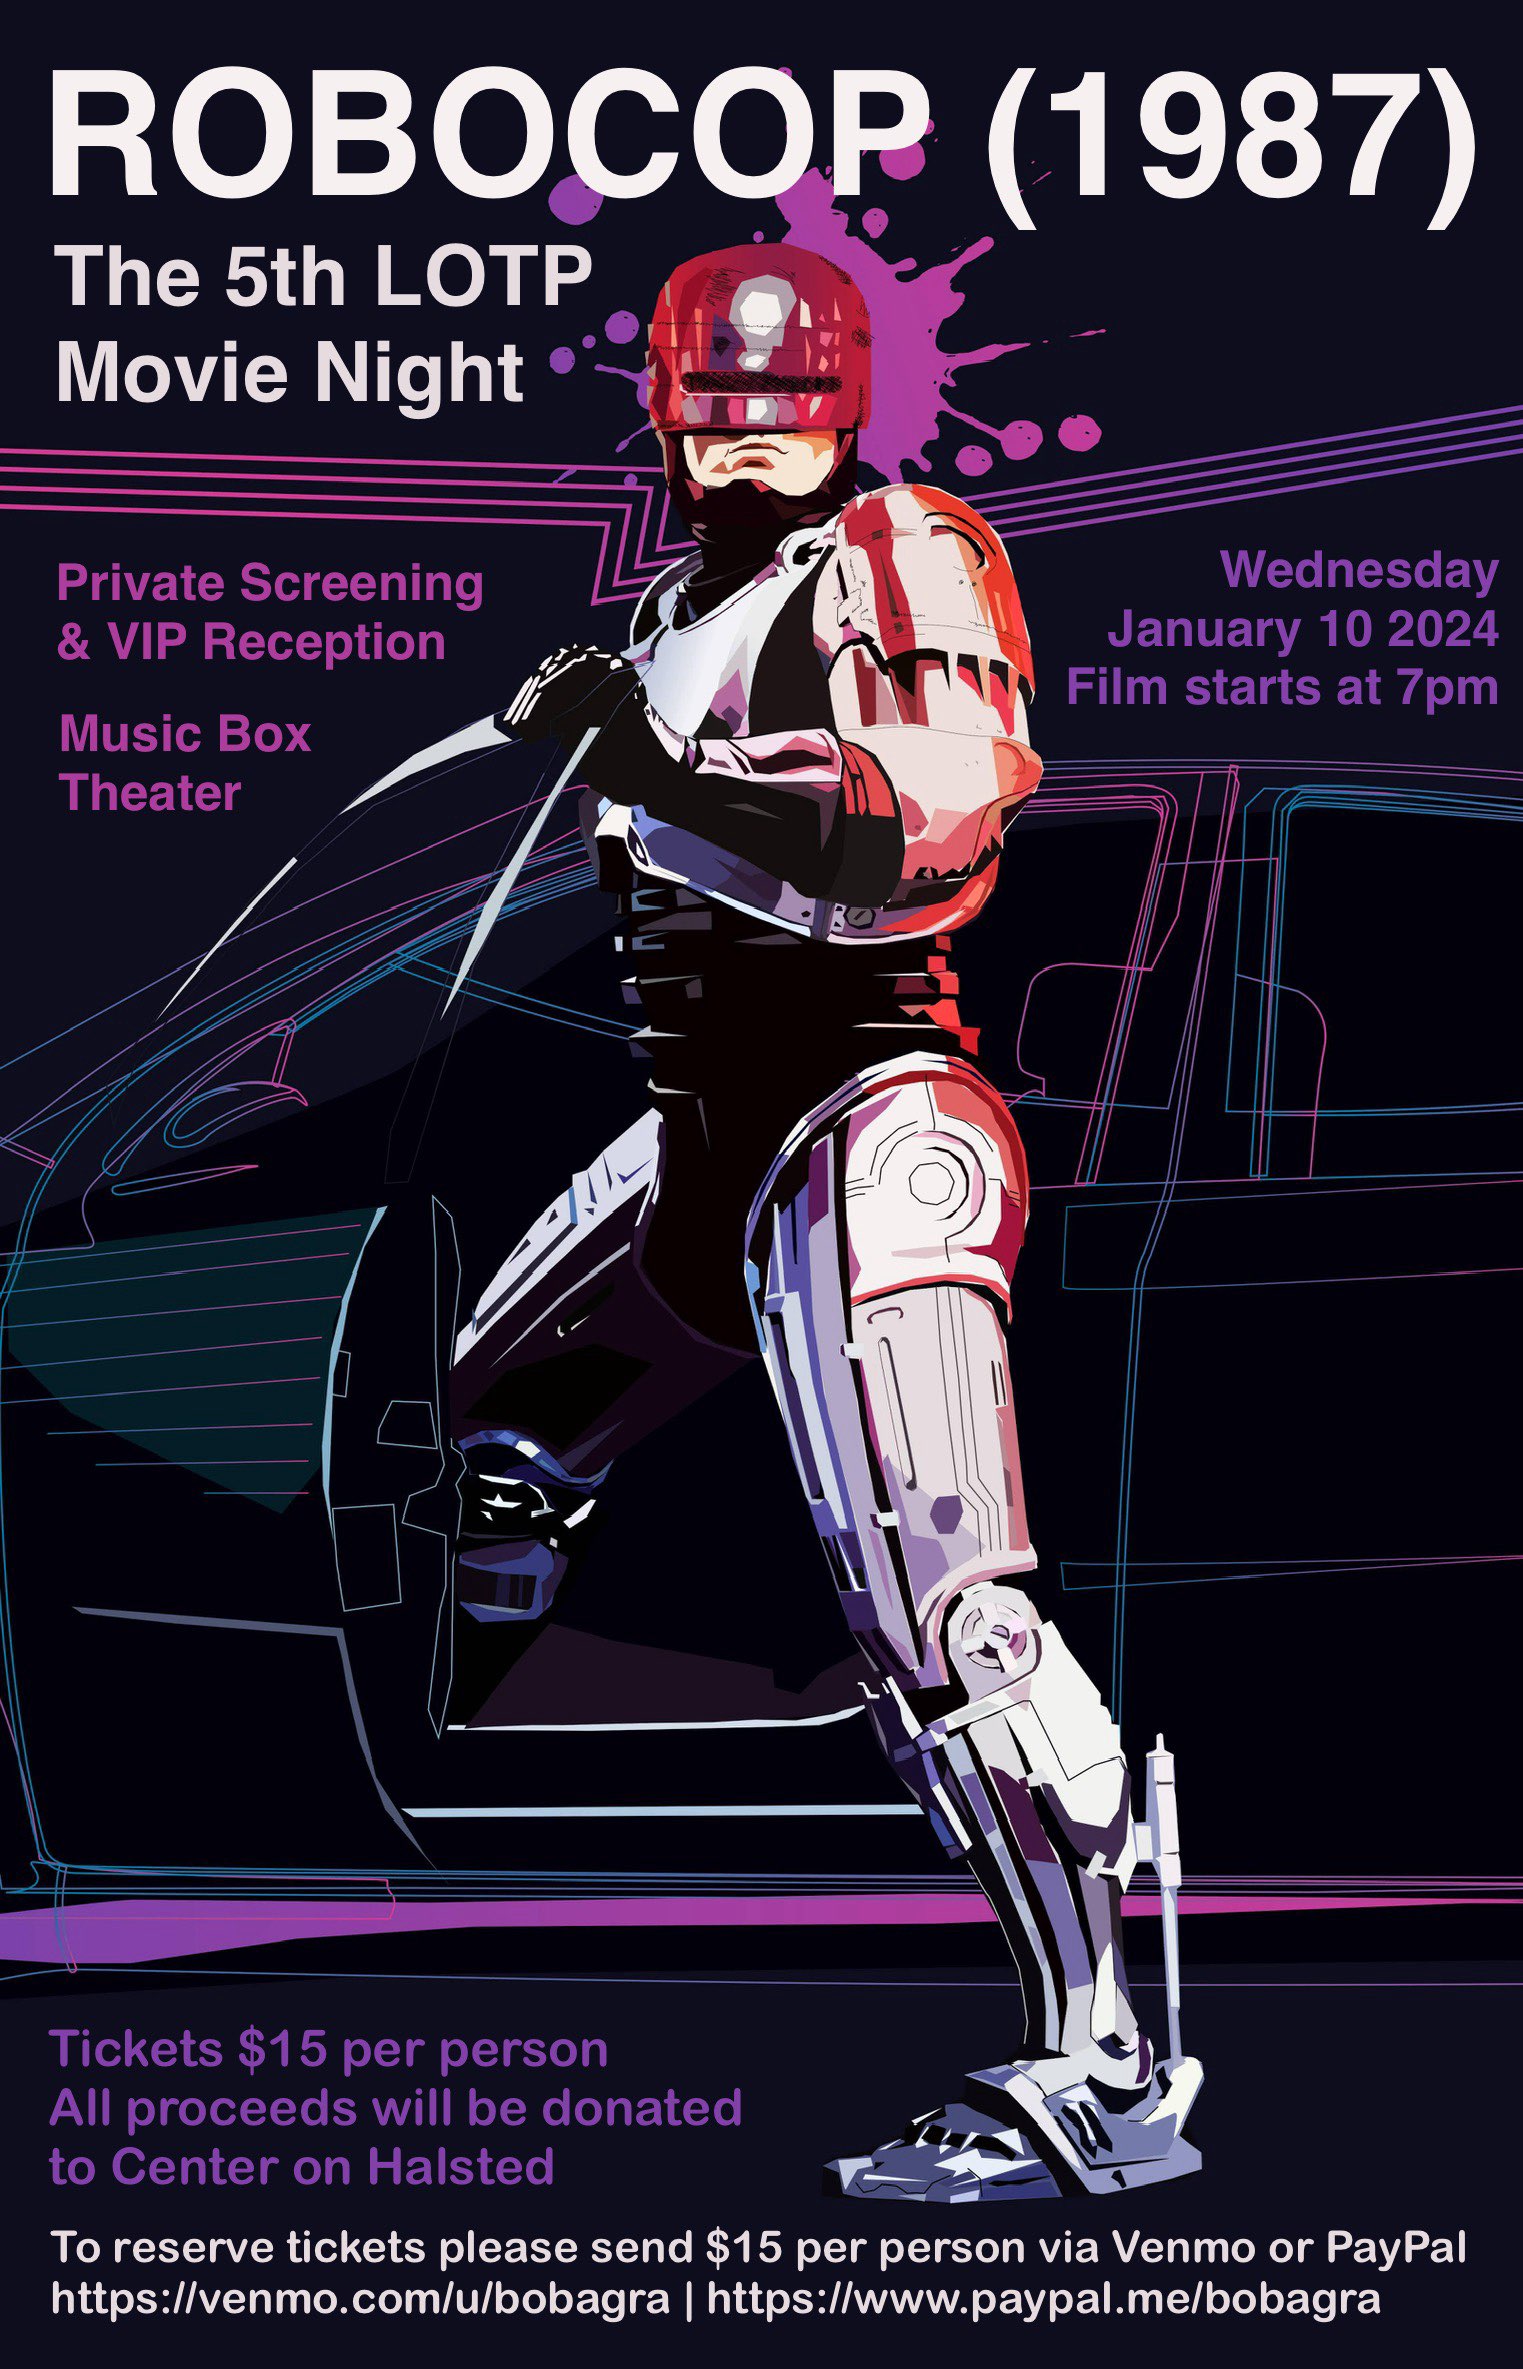 ROBOCOP (1987)
The 5th LOTP
Movie Night
Private Screening
& VIP Reception
Music Box
Theater
Wednesday
January 10 2024
Film starts at 7pm
Tickets $15 per person
All proceeds will be donated
to Center on Halsted
To reserve tickets please send $15 per person via Venmo or PayPal
https://venmo.com/u/bobagra | https://www.paypal.me/bobagra